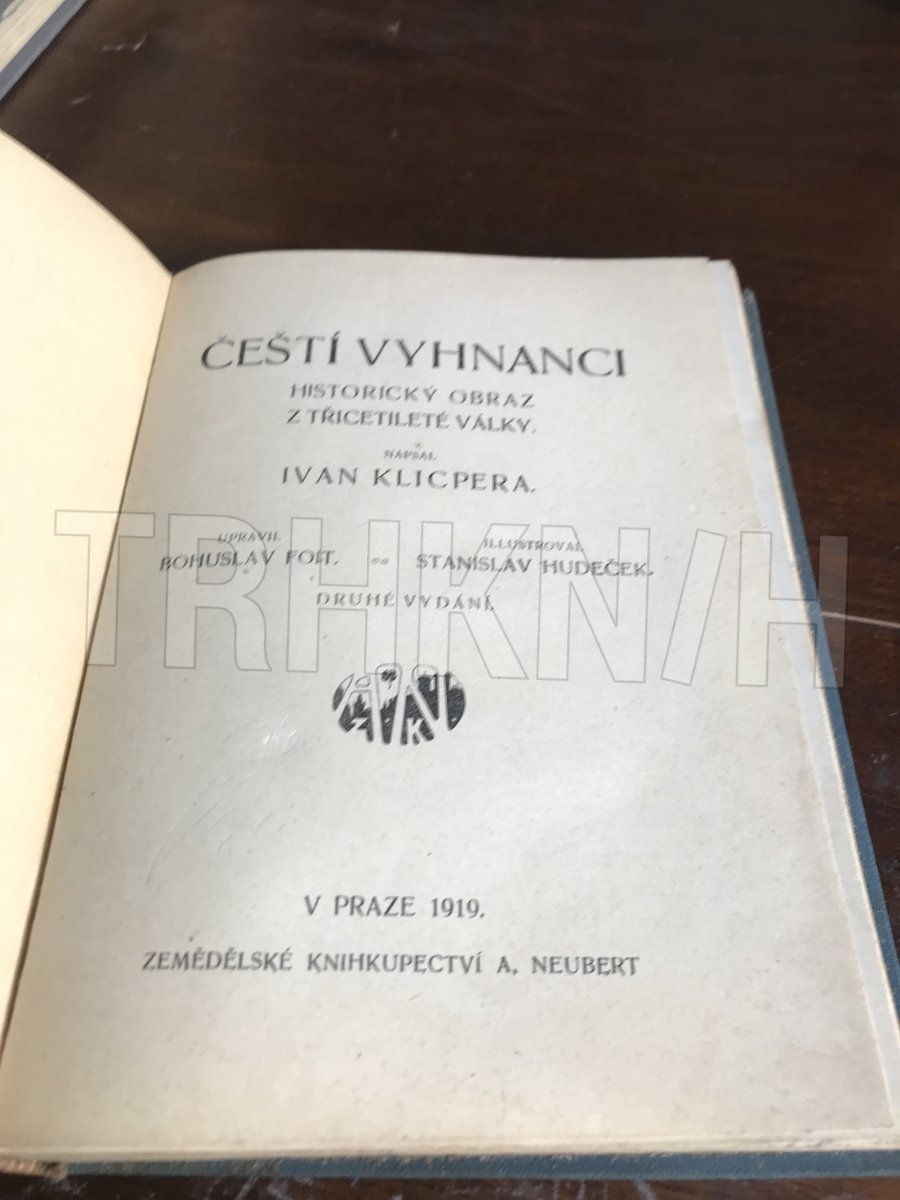 ČEŠTÍ VYHNANCI
HISTORICKÝ OBRAZ
Z TŘICETILETÉ VÁLKY.
NAPSAL
IVAN KLICPERA.
UPRAVIL
BOHUSLAV FOIT.
ILLUSTROVAL
STANISLAV HUDEČEK.
DRUHÉ VYDÁNÍ.
TRHKNIH
Z K
V PRAZE 1919.
ZEMĚDĚLSKÉ KNIHKUPECTVÍ A. NEUBERT